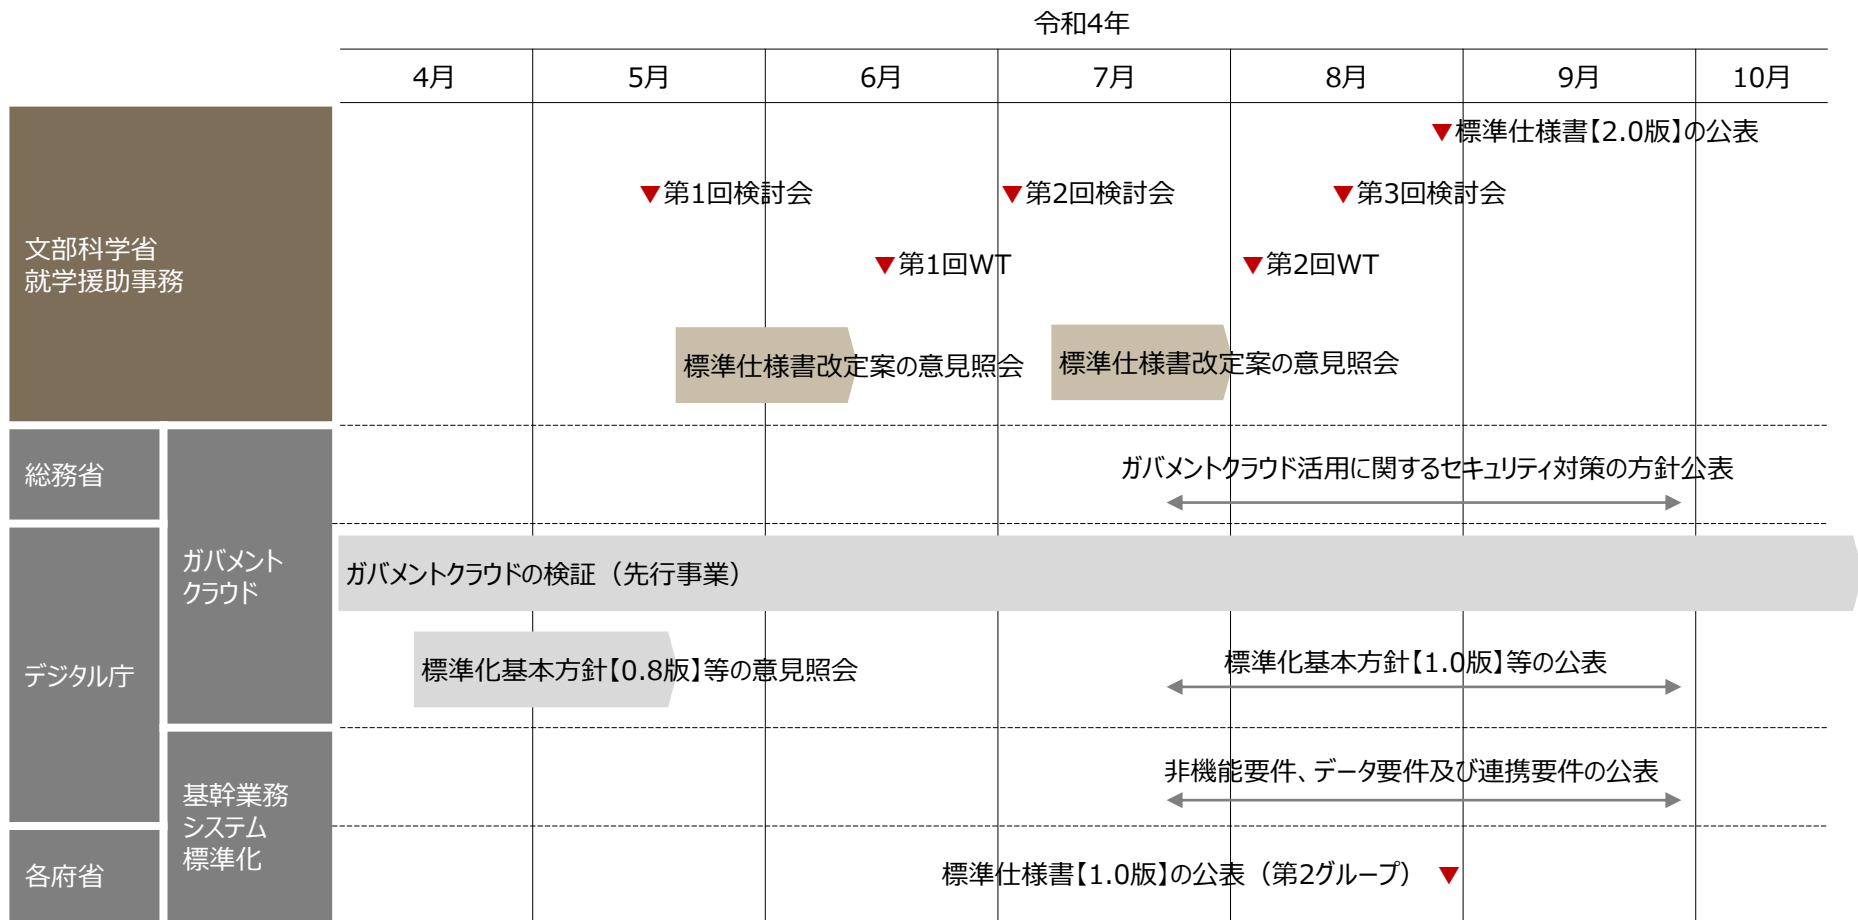 令和4年
4月
5月
6月
7月
8月
9月
10月
文部科学省
就学援助事務
▼標準仕様書【2.0版】の公表
▼第1回検討会
▼第2回検討会
▼第3回検討会
▼第1回WT
▼第2回WT
標準仕様書改定案の意見照会
標準仕様書改定案の意見照会
総務省
ガバメントクラウド活用に関するセキュリティ対策の方針公表
ガバメント
クラウド
ガバメントクラウドの検証（先行事業）
デジタル庁
標準化基本方針【0.8版】等の意見照会
標準化基本方針【1.0版】等の公表
基幹業務
システム
標準化
非機能要件、データ要件及び連携要件の公表
各府省
標準仕様書【1.0版】の公表（第2グループ）▼